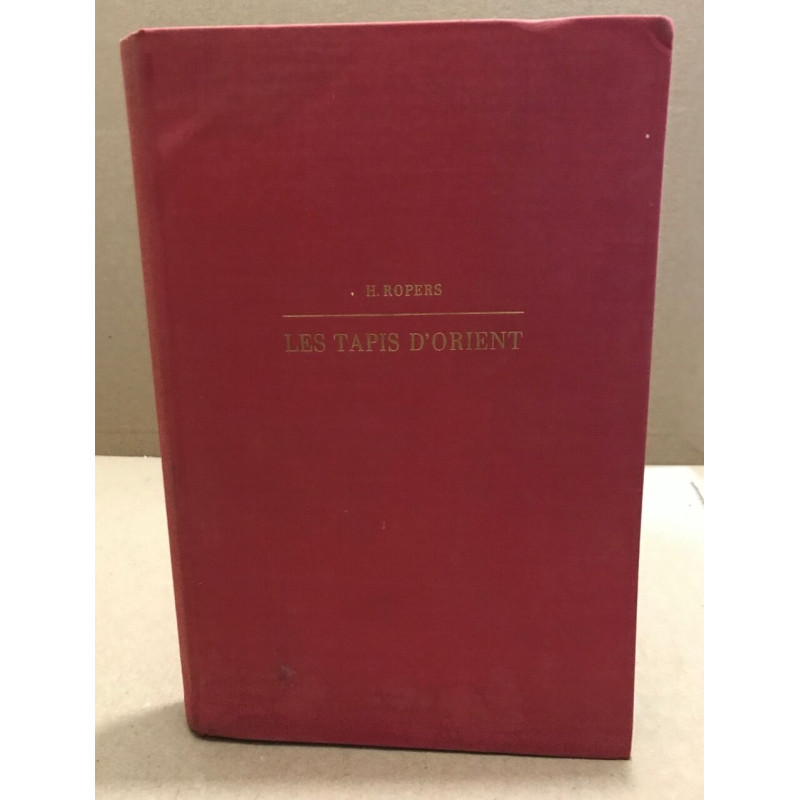 H. ROPERS
LES TAPIS D'ORIENT